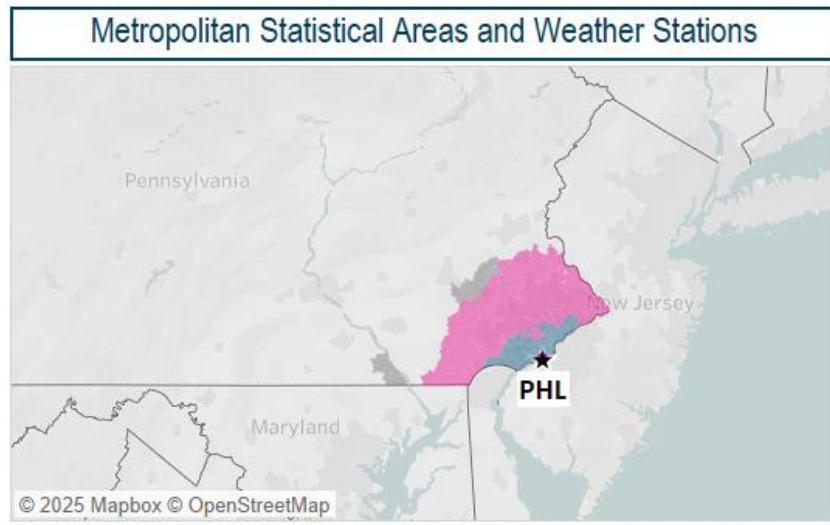 Metropolitan Statistical Areas and Weather Stations
Pennsylvania
New Jersey
PHL
Maryland
© 2025 Mapbox © OpenStreetMap